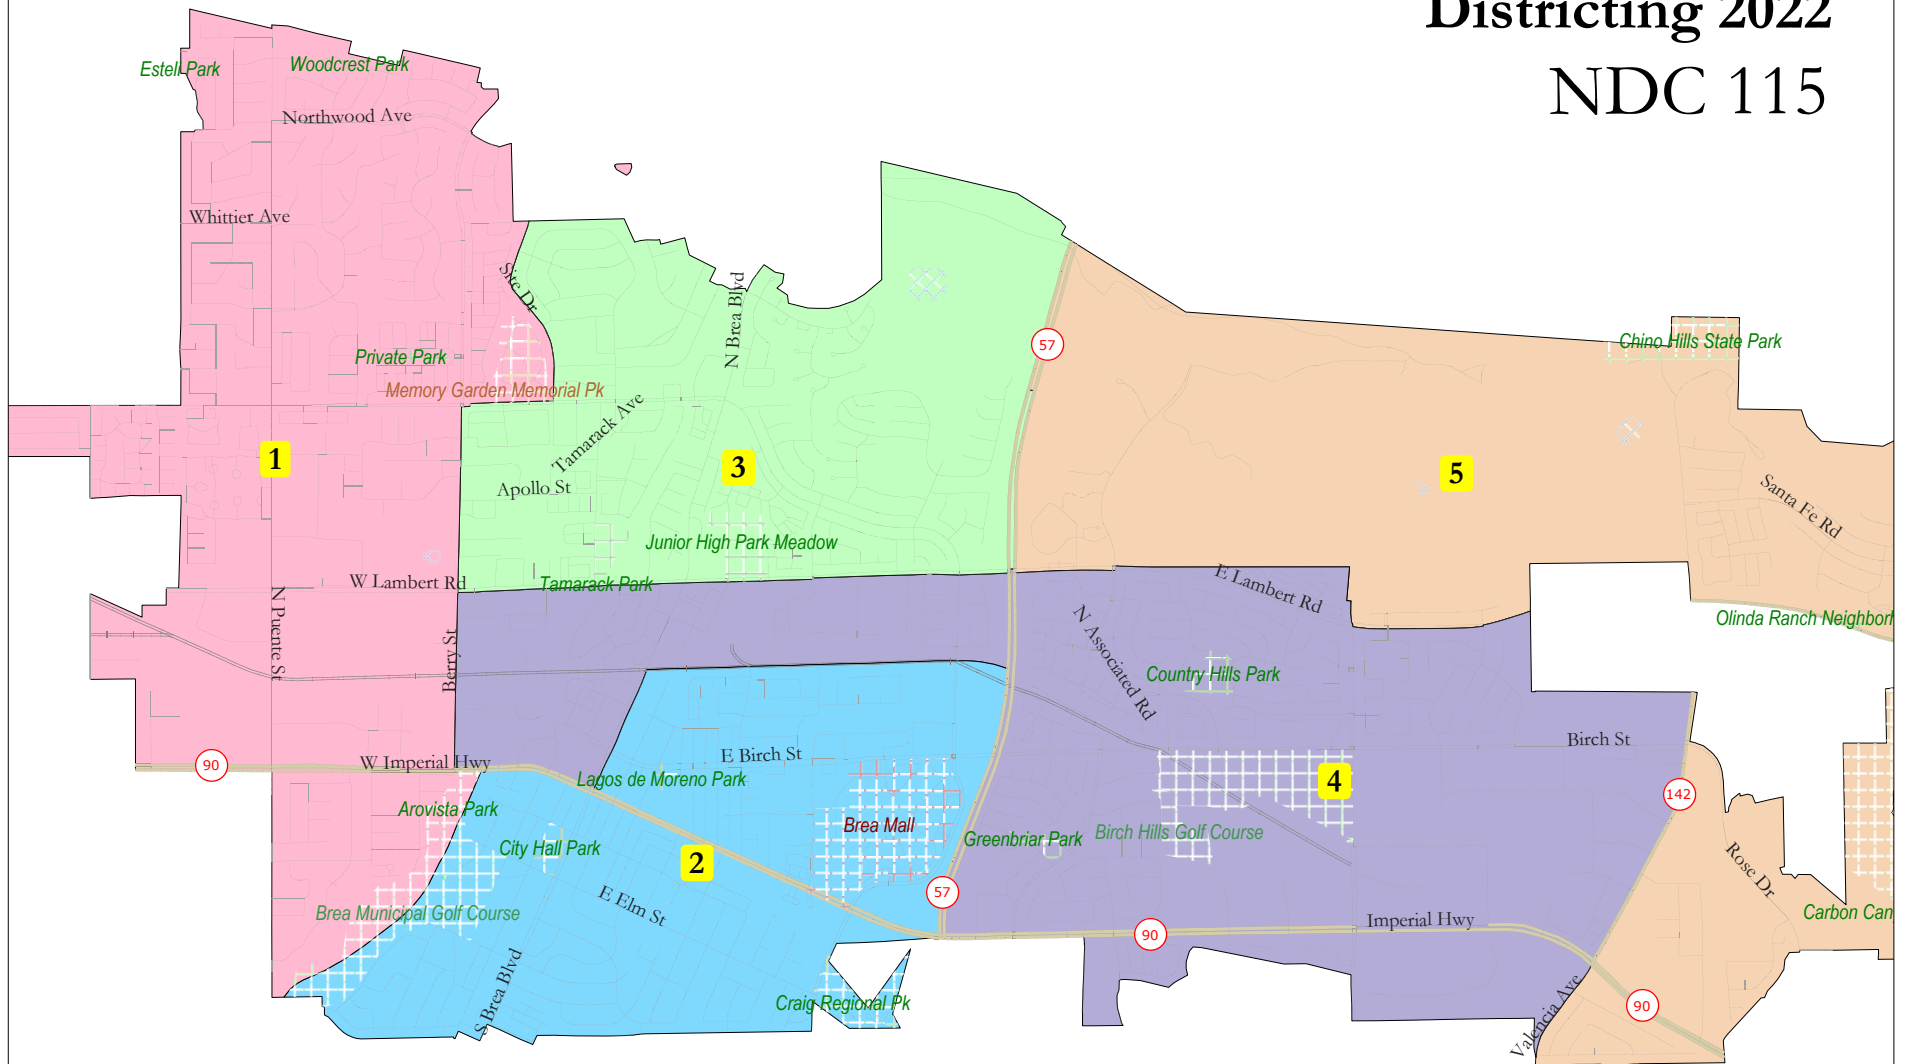 Districting 2022
NDC 115
Estell Park
Woodcrest Park
Northwood Ave
Whittier Ave
Site Dr
N Brea Blvd
57
Chino Hills State Park
Private Park
Memory Garden Memorial Pk
Tamarack Ave
1
3
5
Apollo St
Santa Fe Rd
Junior High Park Meadow
W Lambert Rd
Tamarack Park
E Lambert Rd
N Puente St
Berry St
N Associated Rd
Olinda Ranch
Country Hills Park
Birch St
E Birch St
90
W Imperial Hwy
Lagos de Moreno Park
4
142
Arovista Park
Brea Mall
City Hall Park
2
Greenbriar Park
Birch Hills Golf Course
Rose Dr
57
E Elm St
Brea Municipal Golf Course
Imperial Hwy
Carbon Can
90
S Brea Blvd
Craig Regional Pk
Valencia Ave
90